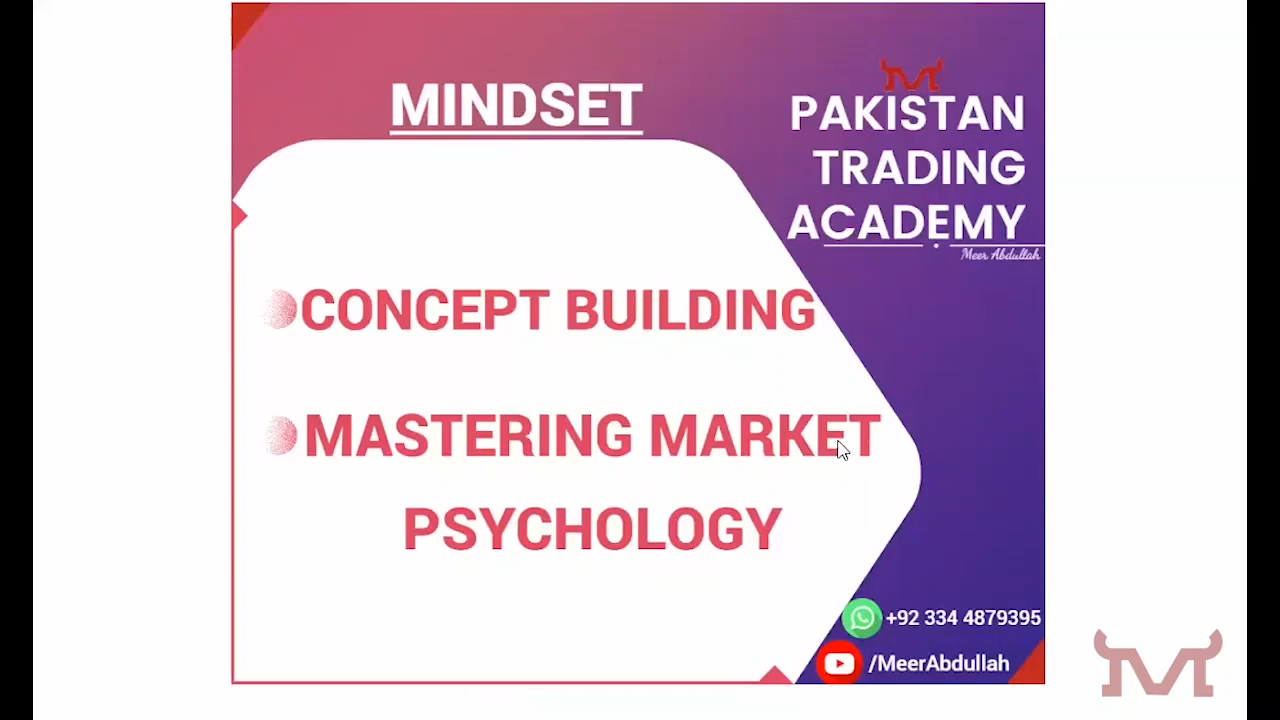 MINDSET
PAKISTAN
TRADING
ACADEMY
Meer Abdullah
CONCEPT BUILDING
MASTERING MARKET
PSYCHOLOGY
+92 334 4879395
/MeerAbdullah